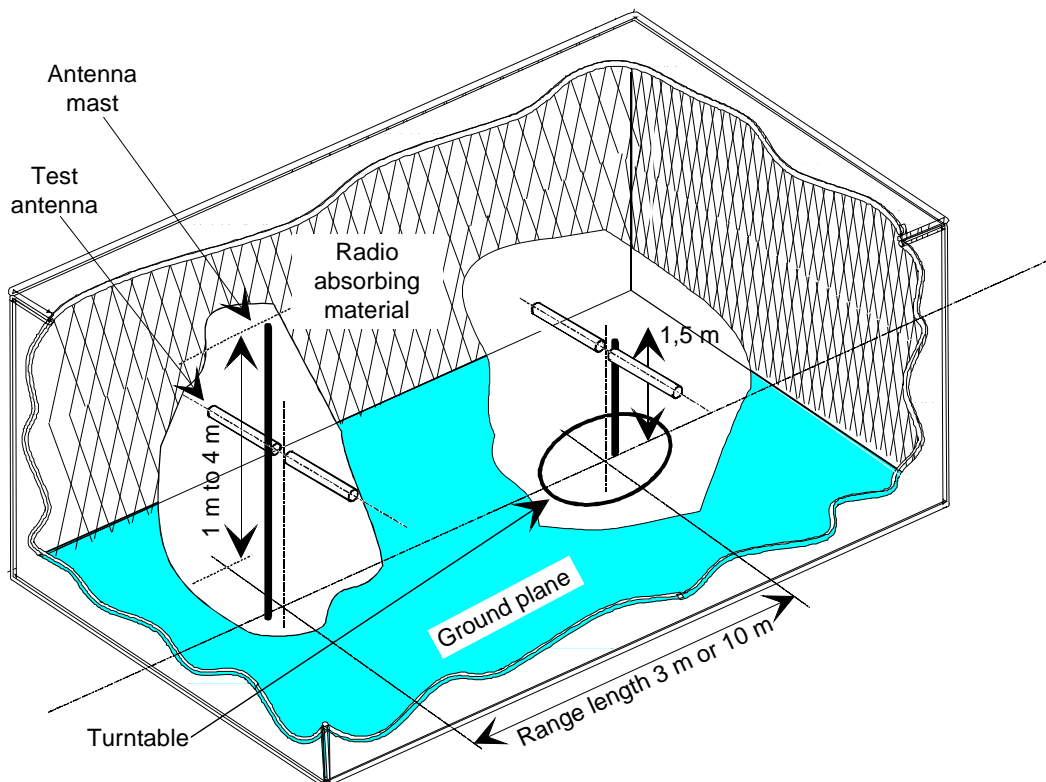 Antenna
mast
Test
antenna
Radio
absorbing
material
1,5 m
1 m to 4 m
Ground plane
Range length 3 m or 10 m
Turntable